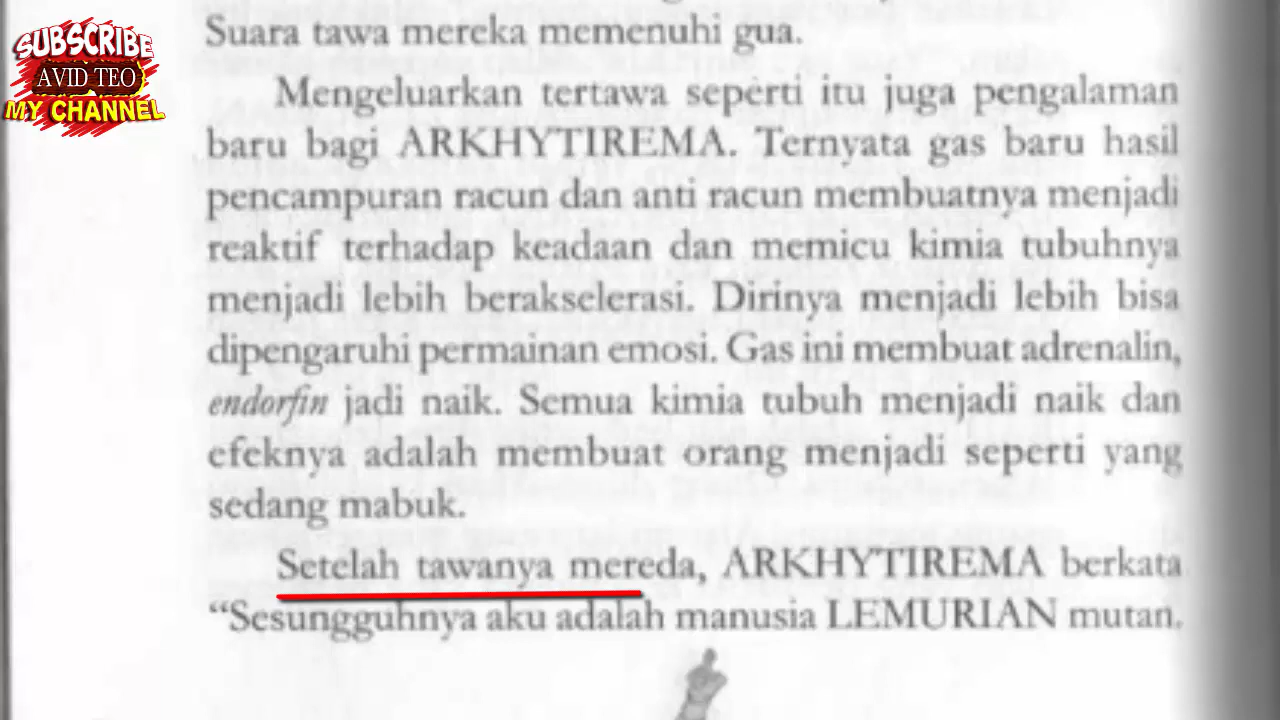 SUBSCRIBE
AVID TEO
MY CHANNEL
Suara tawa mereka memenuhi gua.
Mengeluarkan tertawa seperti itu juga pengalaman
baru bagi ARKHYTIREMA. Ternyata gas baru hasil
pencampuran racun dan anti racun membuatnya menjadi
reaktif terhadap keadaan dan memicu kimia tubuhnya
menjadi lebih berakselerasi. Dirinya menjadi lebih bisa
dipengaruhi permainan emosi. Gas ini membuat adrenalin,
endorfin jadi naik. Semua kimia tubuh menjadi naik dan
efeknya adalah membuat orang menjadi seperti yang
sedang mabuk.
Setelah tawanya mereda, ARKHYTIREMA berkata
“Sesungguhnya aku adalah manusia LEMURIAN mutan.